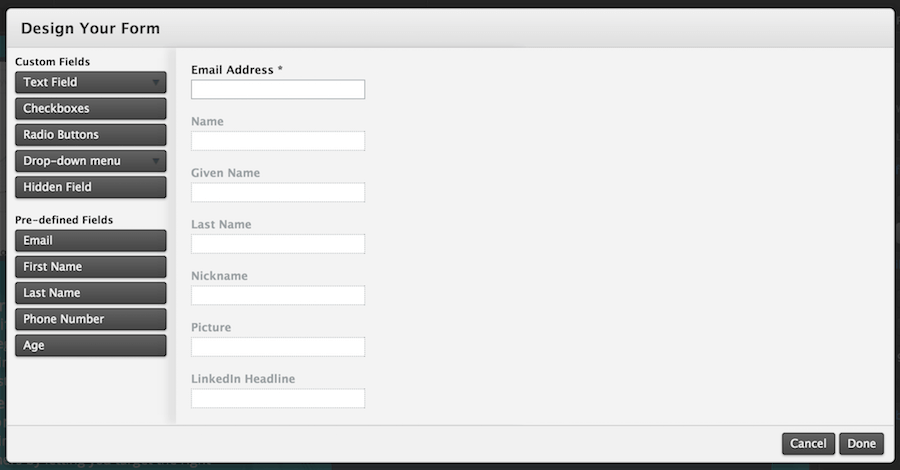 Design Your Form
Custom Fields
Text Field
Checkboxes
Radio Buttons
Drop-down menu
Hidden Field
Pre-defined Fields
Email
First Name
Last Name
Phone Number
Age
Email Address *
Name
Given Name
Last Name
Nickname
Picture
LinkedIn Headline
Cancel
Done